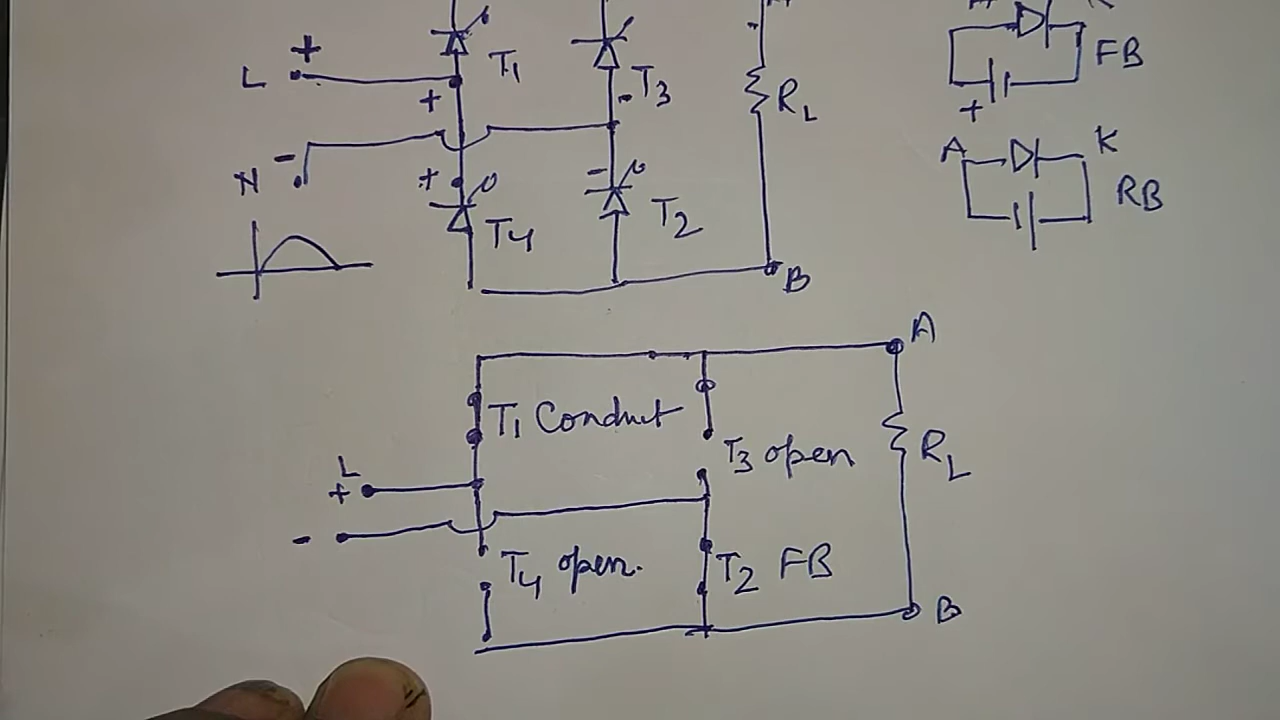 +
L
T1
T3
RL
FB
+
-
+
-
N
+
-
T4
T2
A
K
RB
B
A
T1 Conduct
T3 open
RL
L
+
-
T4 open.
T2 FB
B